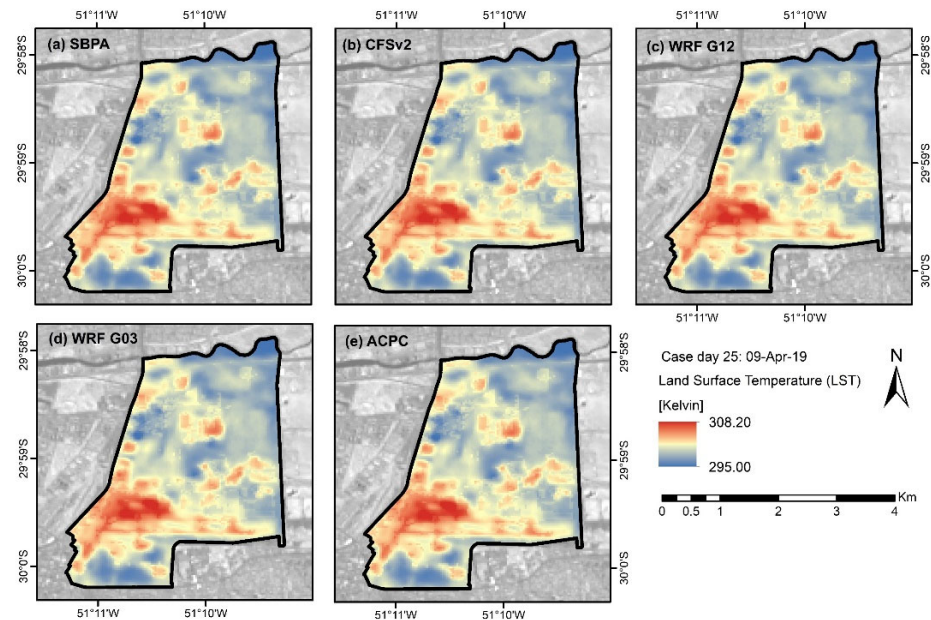 51°11'W 51°10'W 51°11'W 51°10'W 51°11'W 51°10'W
(a) SBPA (b) CFSv2 (c) WRF G12
29°58'S 29°58'S
29°59'S 29°59'S
30°0'S 30°0'S
51°11'W 51°10'W
(d) WRF G03 (e) ACPC
29°58'S 29°58'S
29°59'S 29°59'S
30°0'S 30°0'S
51°11'W 51°10'W 51°11'W 51°10'W
Case day 25: 09-Apr-19
Land Surface Temperature (LST)
[Kelvin]
308.20
295.00
N
Km
0 0.5 1 2 3 4